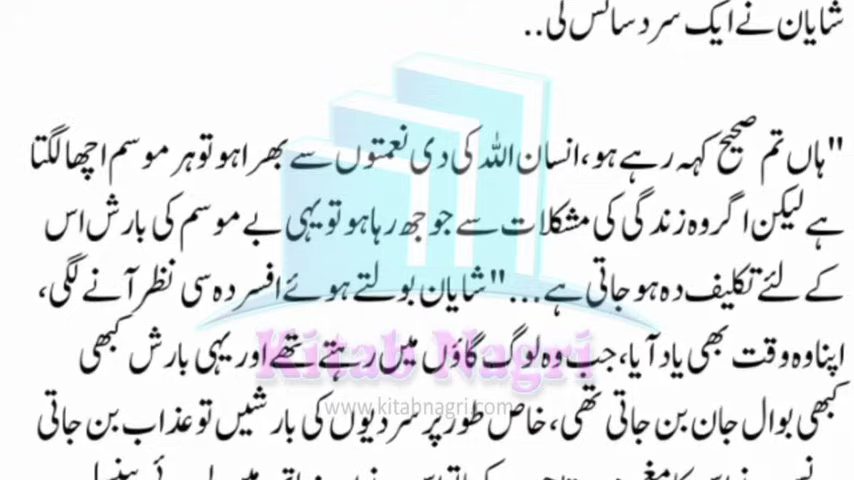 شایان نے ایک سرد سانس لی..
"ہاں تم صحیح کہہ رہے ہو، انسان اللہ کی دی نعمتوں سے بھرا ہو تو ہر موسم اچھا لگتا
ہے لیکن اگر وہ زندگی کی مشکلات سے جوجھ رہا ہو تو یہی بے موسم کی بارش اس
کے لئے تکلیف دہ ہو جاتی ہے..." شایان بولتے ہوئے افسردہ سی نظر آنے لگی،
اپنا وہ وقت بھی یاد آیا، جب وہ لوگ گاؤں میں رہتے تھے اور یہی بارش کبھی
Kitab Nagri
www.kitabnagri.com
کبھی بوال جان بن جاتی تھی، خاص طور پر سردیوں کی بارشیں تو عذاب بن جاتی